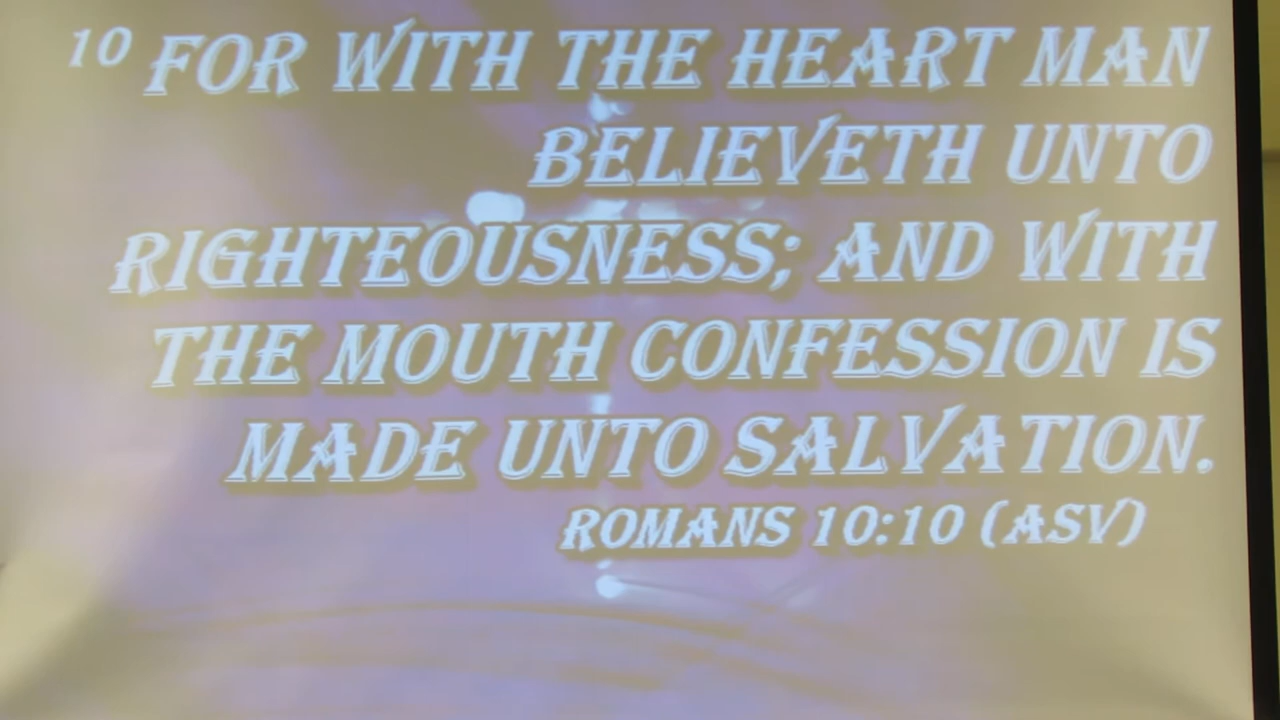 10 FOR WITH THE HEART MAN
BELIEVETH UNTO
RIGHTEOUSNESS; AND WITH
THE MOUTH CONFESSION IS
MADE UNTO SALVATION.
ROMANS 10:10 (ASV)